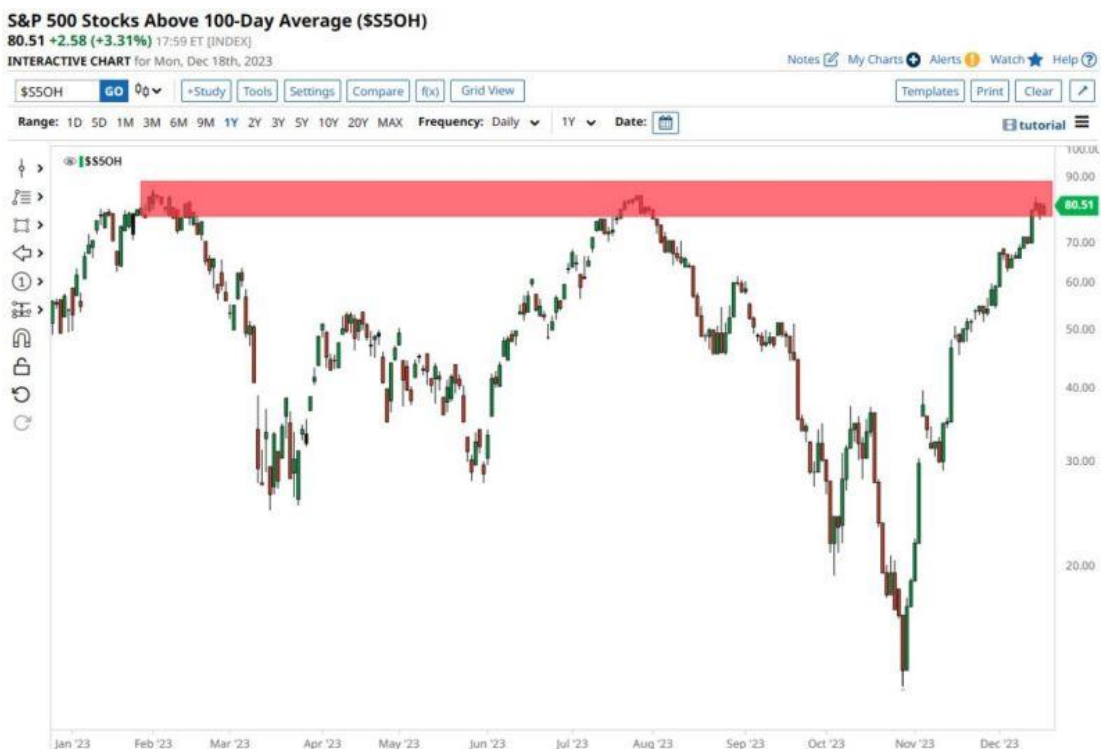 S&P 500 Stocks Above 100-Day Average ($S5OH)
80.51 +2.58 (+3.31%) 17:59 ET [INDEX]
INTERACTIVE CHART for Mon, Dec 18th, 2023
Notes My Charts Alerts Watch Help
$S5OH GO +Study Tools Settings Compare f(x) Grid View Templates Print Clear
Range: 1D 5D 1M 3M 6M 9M 1Y 2Y 3Y 5Y 10Y 20Y MAX Frequency: Daily 1Y Date: tutorial
$S5OH
100.00
90.00
80.51
70.00
60.00
50.00
40.00
30.00
20.00
1
Jan '23 Feb '23 Mar '23 Apr '23 May '23 Jun '23 Jul '23 Aug '23 Sep '23 Oct '23 Nov '23 Dec '23